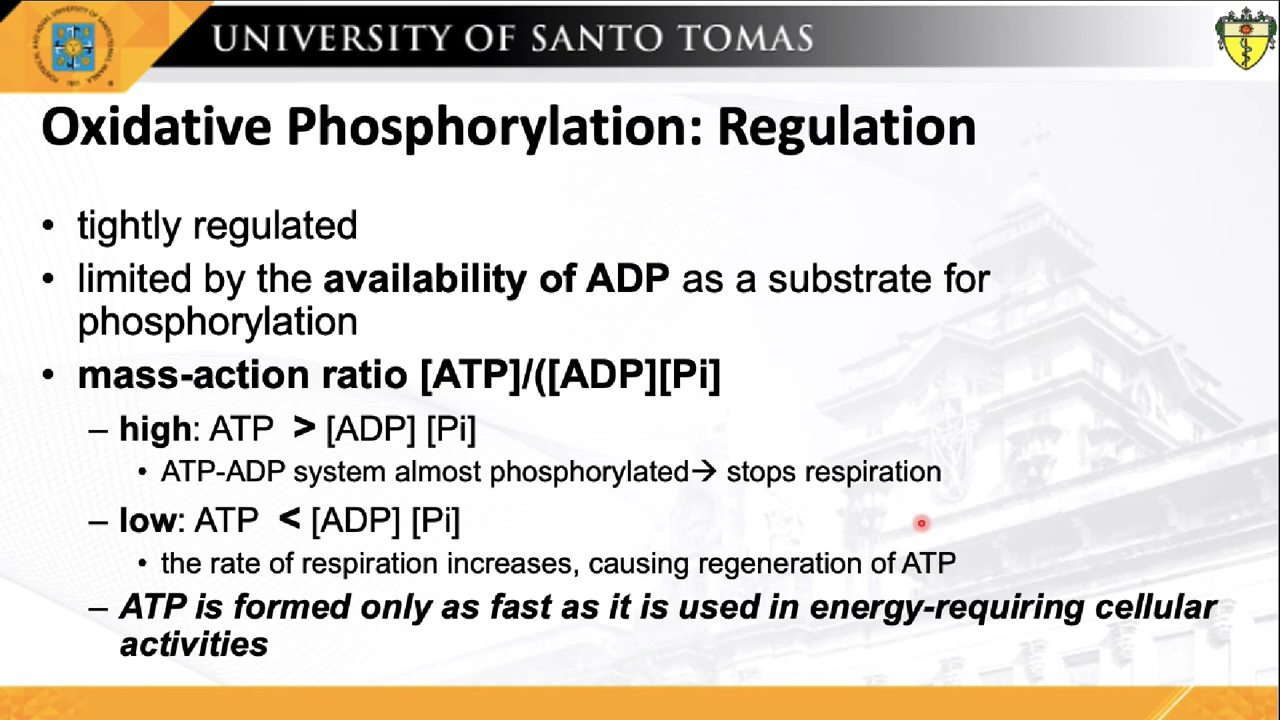 UNIVERSITY OF SANTO TOMAS
Oxidative Phosphorylation: Regulation
• tightly regulated
• limited by the availability of ADP as a substrate for
phosphorylation
• mass-action ratio [ATP]/([ADP][Pi]
– high: ATP > [ADP] [Pi]
• ATP-ADP system almost phosphorylated→ stops respiration
– low: ATP < [ADP] [Pi]
• the rate of respiration increases, causing regeneration of ATP
– ATP is formed only as fast as it is used in energy-requiring cellular
activities